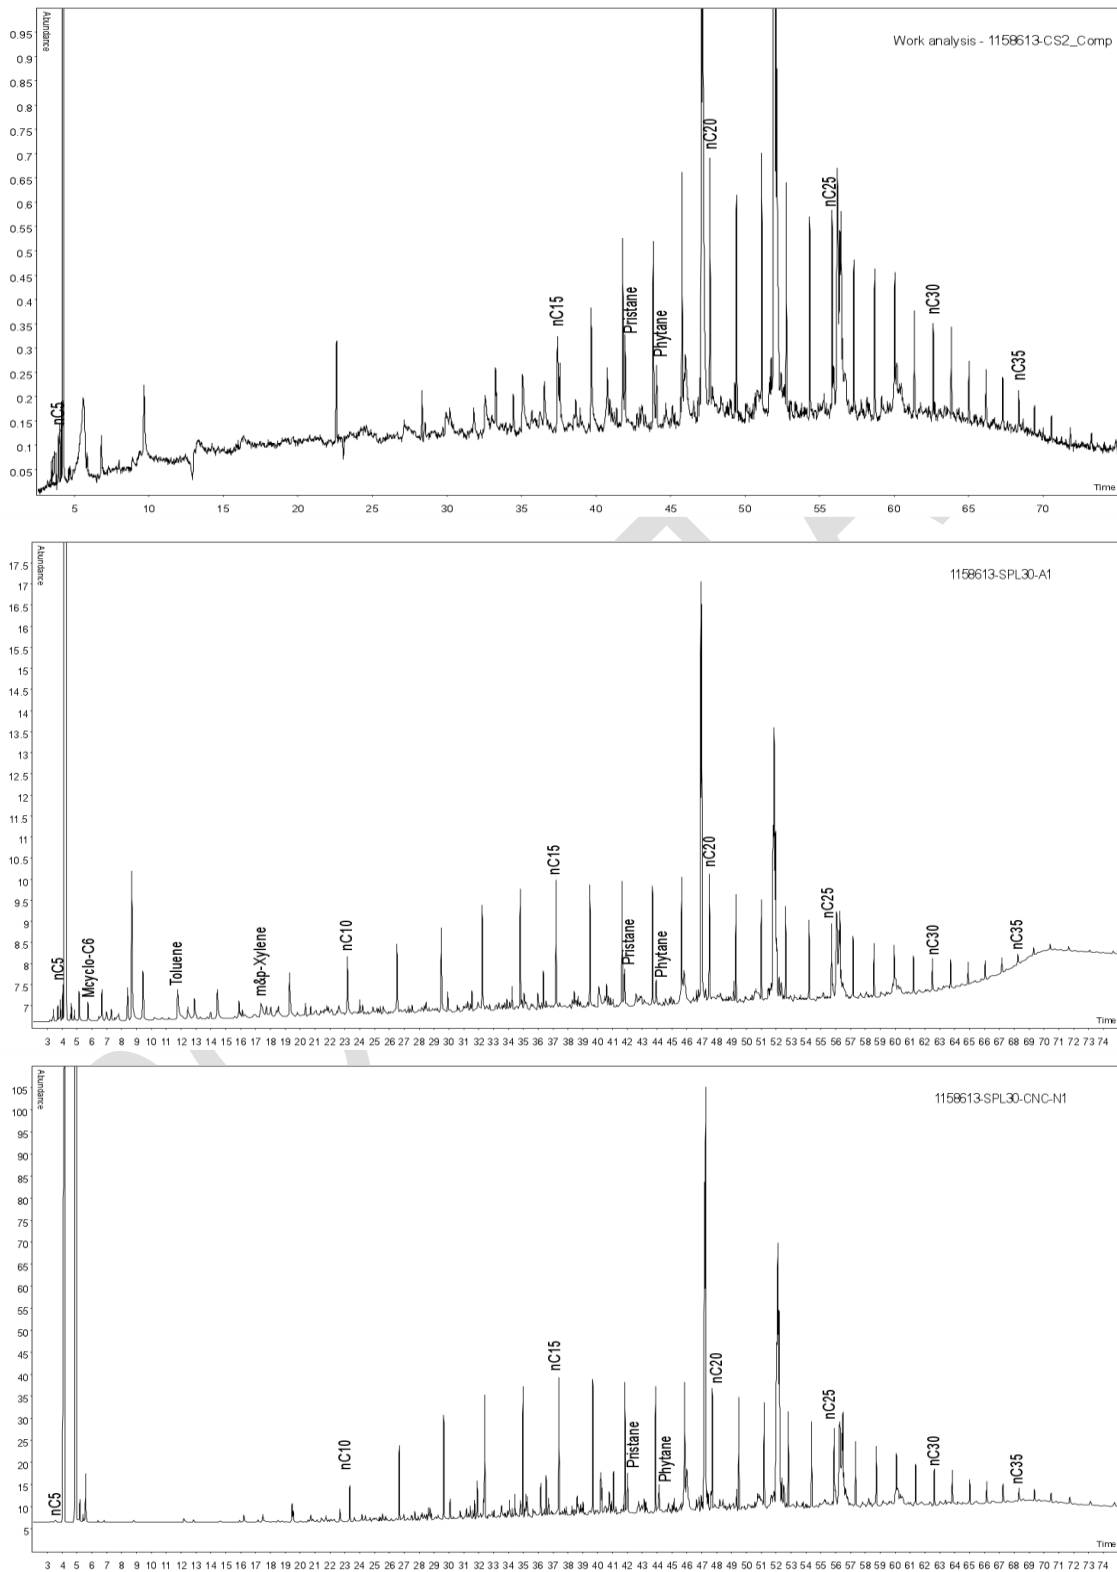 Abundance
Work analysis - 1158613-CS2_Comp
0.95
0.9
0.85
0.8
0.75
0.7
0.65
0.6
0.55
0.5
0.45
0.4
0.35
0.3
0.25
0.2
0.15
0.1
0.05
nC5
nC15
Pristane
Phytane
nC20
nC25
nC30
nC35
Time
5 10 15 20 25 30 35 40 45 50 55 60 65 70
Abundance
1158613-SPL30-A1
17.5
17
16.5
16
15.5
15
14.5
14
13.5
13
12.5
12
11.5
11
10.5
10
9.5
9
8.5
8
7.5
7
nC5
Mcyclo-C6
Toluene
m&p-Xylene
nC10
nC15
Pristane
Phytane
nC20
nC25
nC30
nC35
Time
3 4 5 6 7 8 9 10 11 12 13 14 15 16 17 18 19 20 21 22 23 24 25 26 27 28 29 30 31 32 33 34 35 36 37 38 39 40 41 42 43 44 45 46 47 48 49 50 51 52 53 54 55 56 57 58 59 60 61 62 63 64 65 66 67 68 69 70 71 72 73 74
Abundance
1158613-SPL30-CNC-N1
105
100
95
90
85
80
75
70
65
60
55
50
45
40
35
30
25
20
15
10
5
nC5
nC10
nC15
Pristane
Phytane
nC20
nC25
nC30
nC35
Time
3 4 5 6 7 8 9 10 11 12 13 14 15 16 17 18 19 20 21 22 23 24 25 26 27 28 29 30 31 32 33 34 35 36 37 38 39 40 41 42 43 44 45 46 47 48 49 50 51 52 53 54 55 56 57 58 59 60 61 62 63 64 65 66 67 68 69 70 71 72 73 74